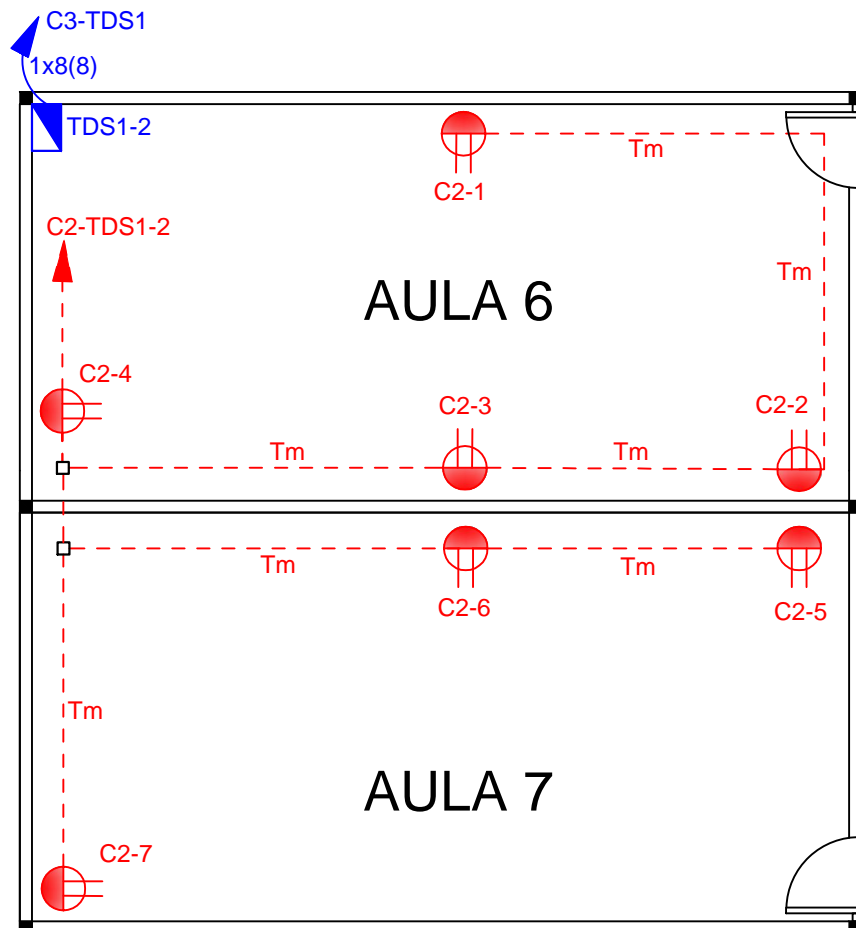 C3-TDS1
1x8(8)
TDS1-2
Tm
C2-1
C2-TDS1-2
Tm
AULA 6
C2-4
C2-3
C2-2
Tm
Tm
Tm
Tm
C2-6
C2-5
Tm
AULA 7
C2-7